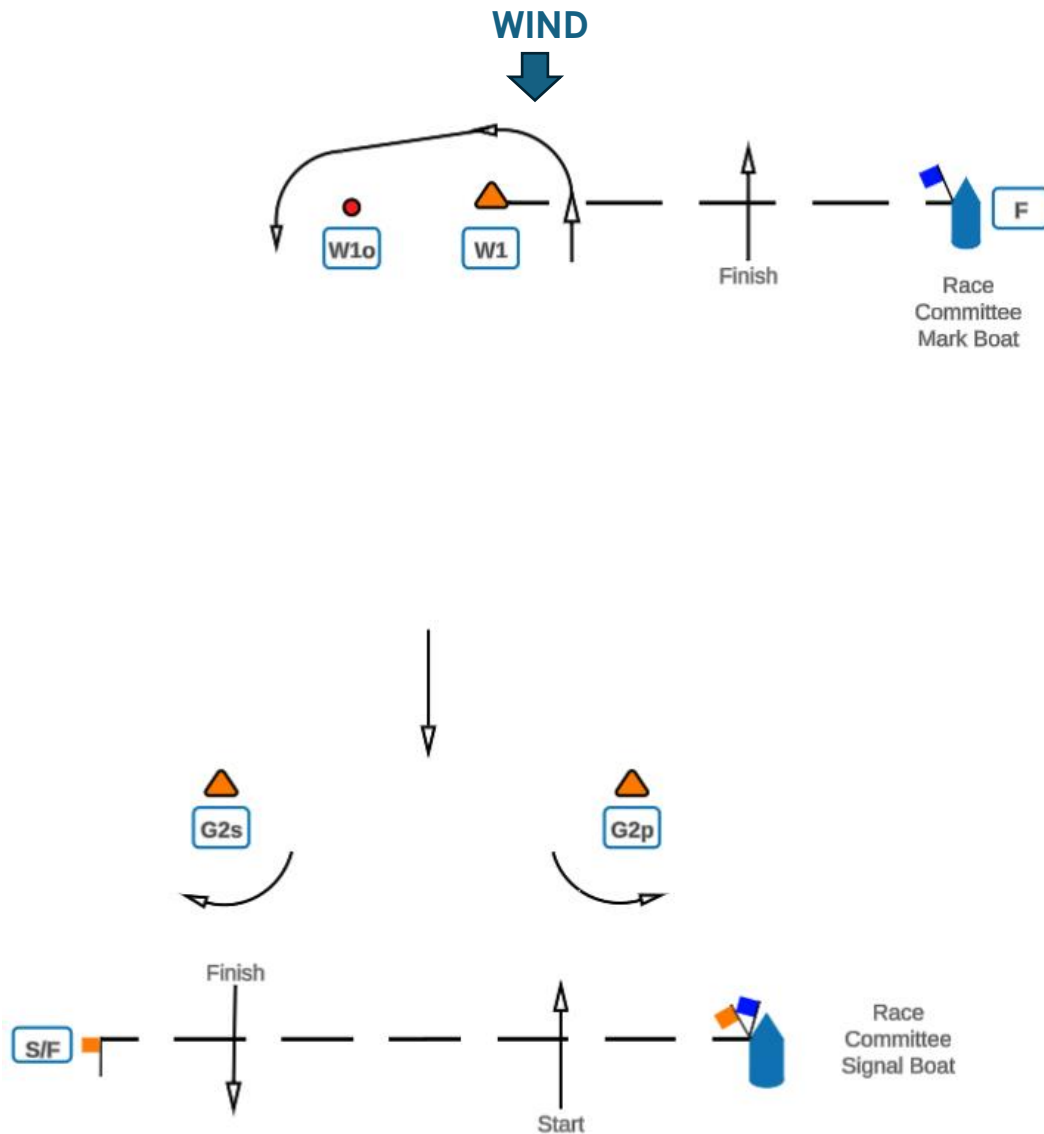 WIND
W1o
W1
F
Finish
Race
Committee
Mark Boat
G2s
G2p
Finish
S/F
Race
Committee
Signal Boat
Start